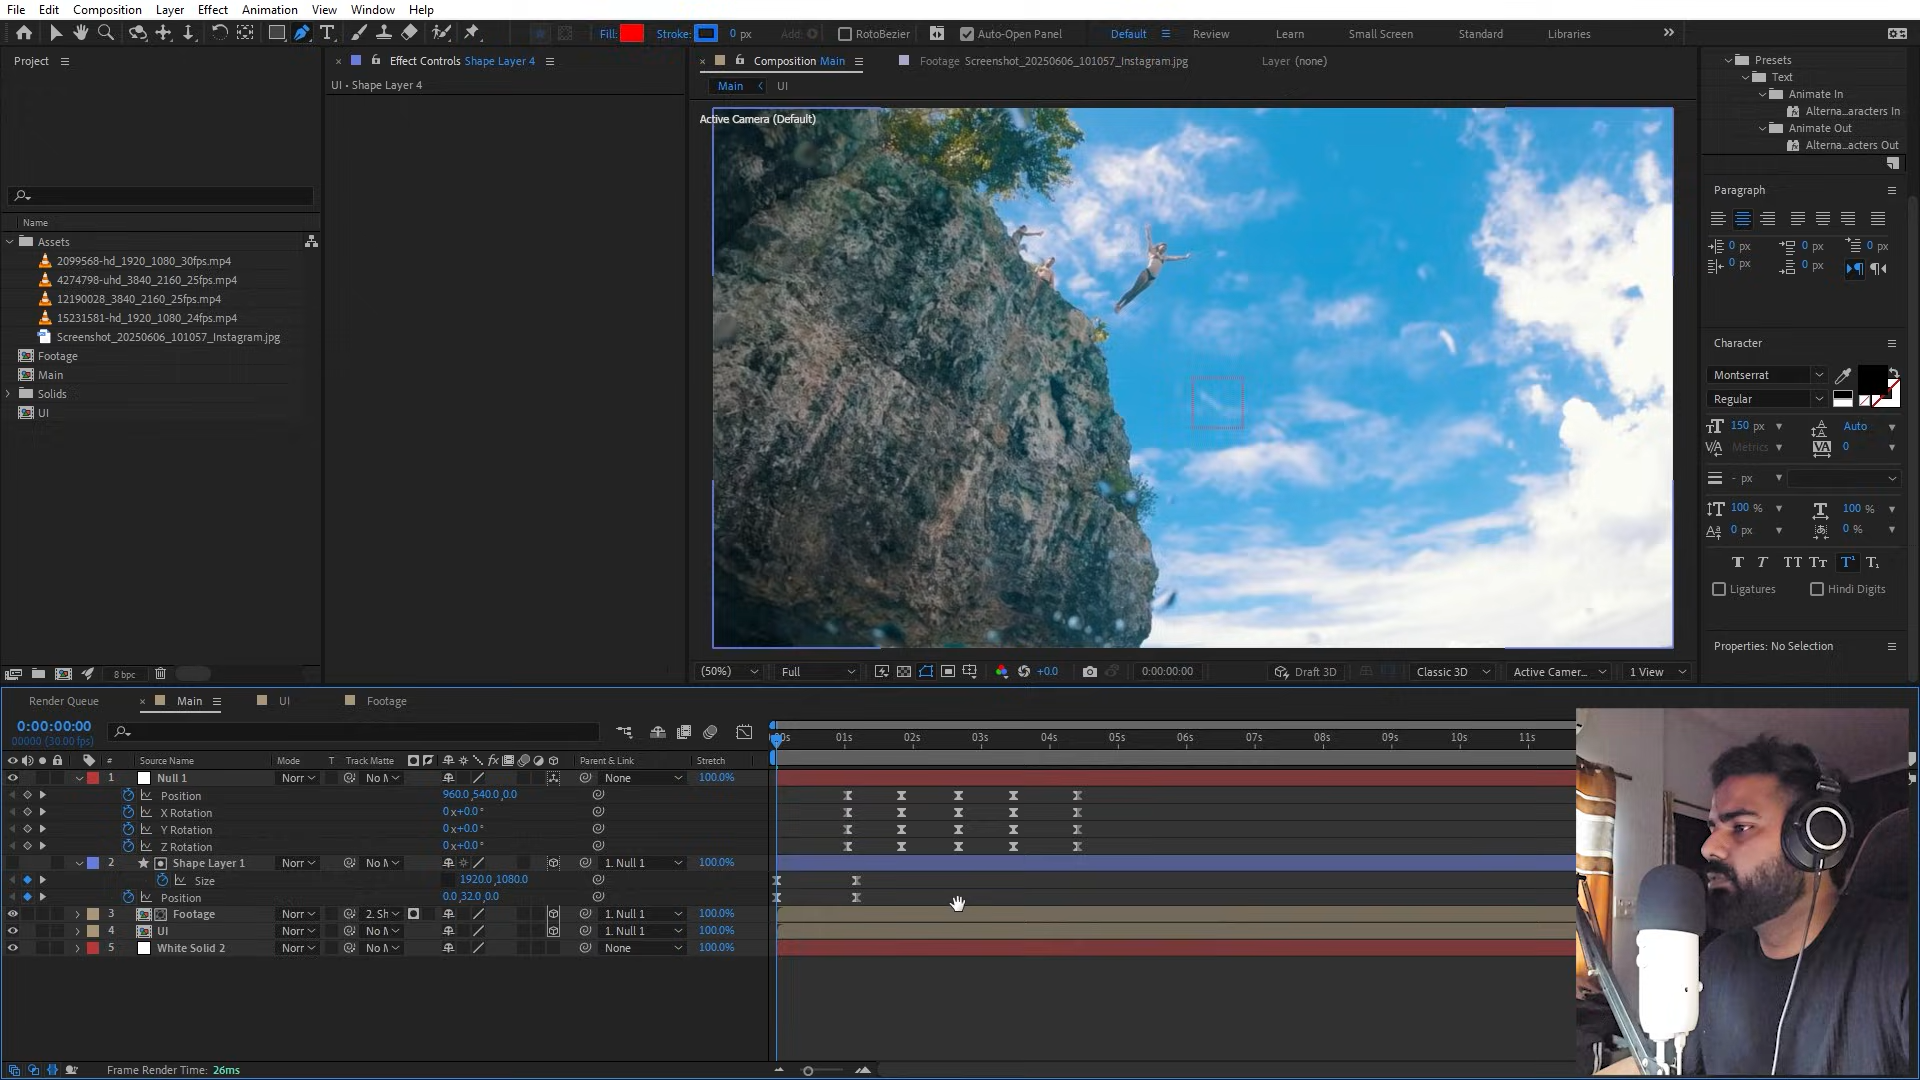 File Edit Composition Layer Effect Animation View Window Help
Fill: Stroke: 0 px Add: RotoBezier Auto-Open Panel Default Review Learn Small Screen Standard Libraries
Project
Effect Controls Shape Layer 4
UI • Shape Layer 4
Composition Main Footage Screenshot_20250606_101057_Instagram.jpg Layer (none)
Main UI
Active Camera (Default)
Name
Assets
2099568-hd_1920_1080_30fps.mp4
4274798-uhd_3840_2160_25fps.mp4
12190028_3840_2160_25fps.mp4
15231581-hd_1920_1080_24fps.mp4
Screenshot_20250606_101057_Instagram.jpg
Footage
Main
Solids
UI
8 bpc
(50%) Full +0.0 0:00:00:00 Draft 3D Classic 3D Active Camer... 1 View
Presets
Text
Animate In
Alterna...aracters In
Animate Out
Alterna...acters Out
Paragraph
0 px 0 px 0 px
0 px 0 px
Character
Montserrat
Regular
150 px Auto
Metrics 0
- px
100 % 100 %
0 px 0 %
T T TT Tt T¹ T₁
Ligatures Hindi Digits
Properties: No Selection
Render Queue Main UI Footage
0:00:00:00
00000 (30.00 fps)
01s 02s 03s 04s 05s 06s 07s 08s 09s 10s 11s
# Source Name Mode T Track Matte Parent & Link Stretch
1 Null 1 Norr No M None 100.0%
Position 960.0,540.0,0.0
X Rotation 0x+0.0°
Y Rotation 0x+0.0°
Z Rotation 0x+0.0°
2 Shape Layer 1 Norr No M 1. Null 1 100.0%
Size 1920.0,1080.0
Position 0.0,32.0,0.0
3 Footage Norr 2. Sh 1. Null 1 100.0%
4 UI Norr No M 1. Null 1 100.0%
5 White Solid 2 Norr No M None 100.0%
Frame Render Time: 26ms